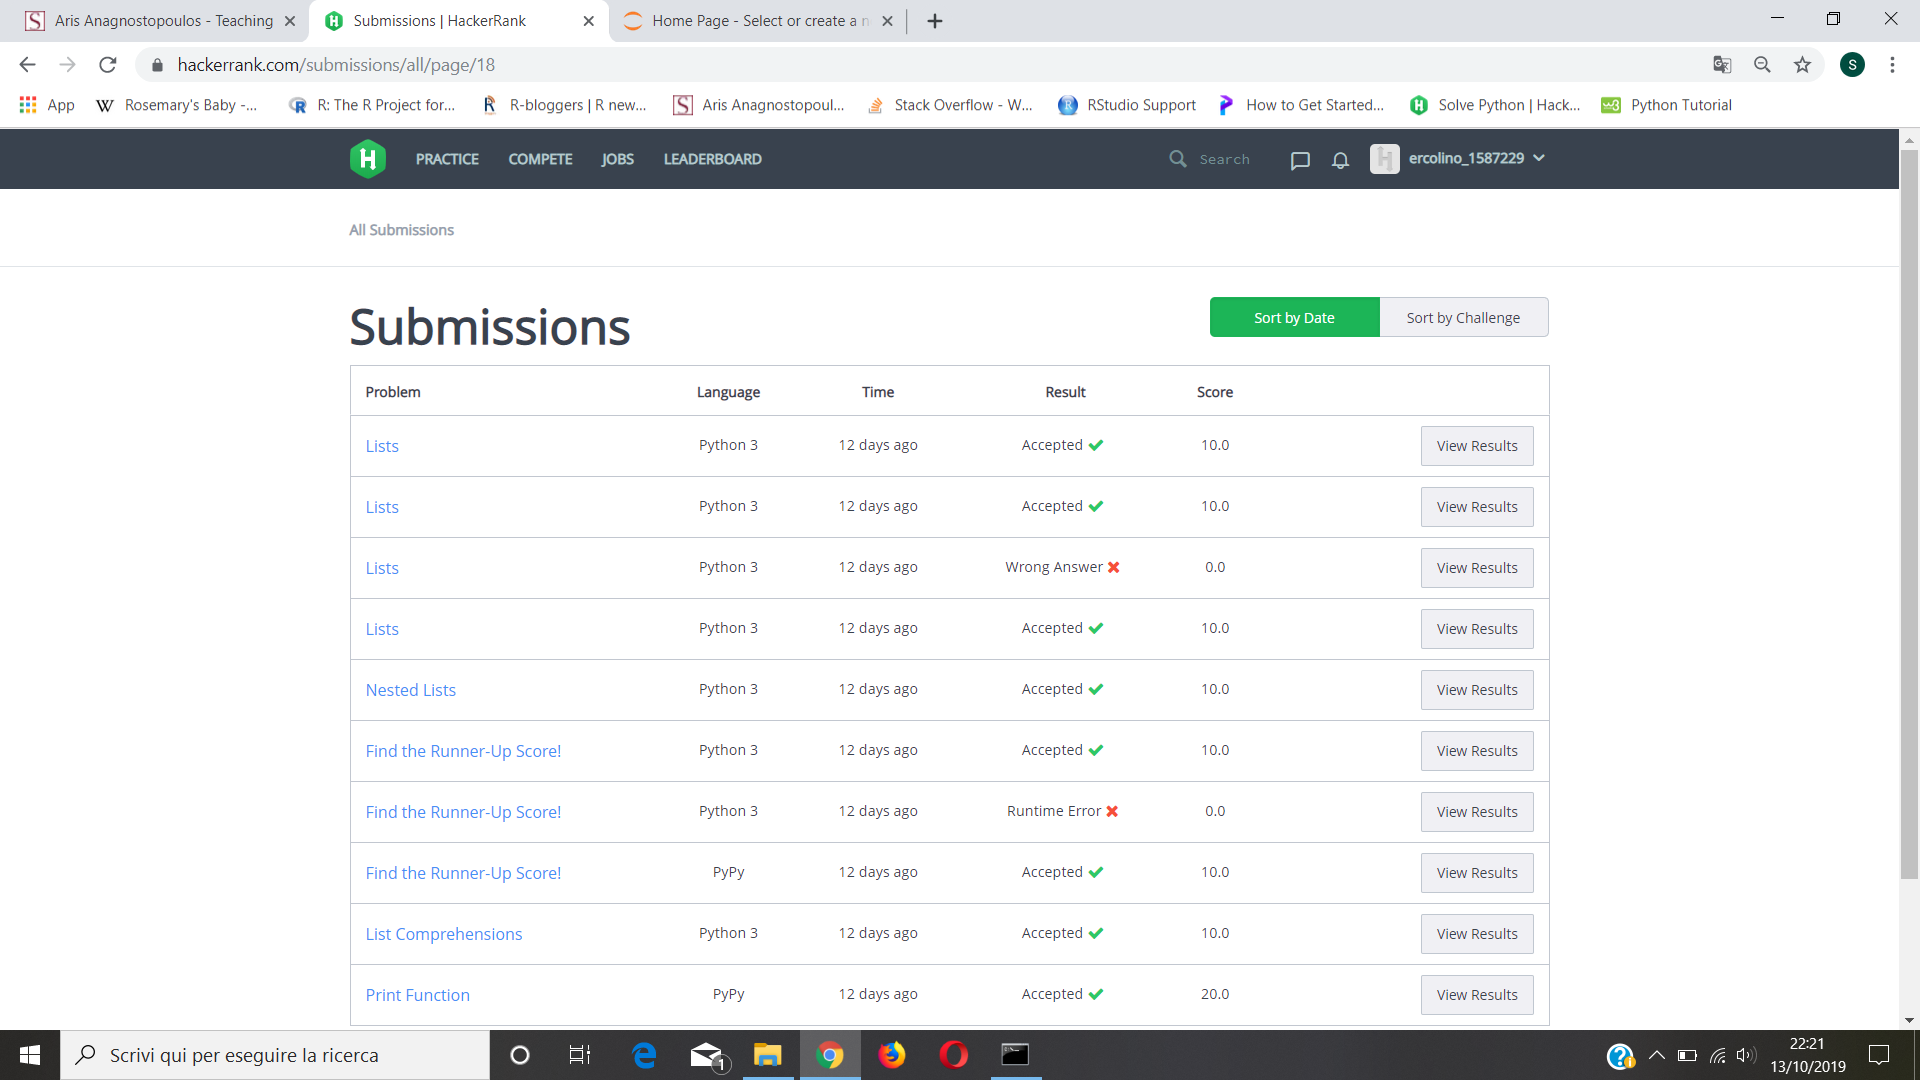 Aris Anagnostopoulos - Teaching
Submissions | HackerRank
Home Page - Select or create a n
hackerrank.com/submissions/all/page/18
S
App
Rosemary's Baby -...
R: The R Project for...
R-bloggers | R new...
Aris Anagnostopoul...
Stack Overflow - W...
RStudio Support
How to Get Started...
Solve Python | Hack...
Python Tutorial
PRACTICE COMPETE JOBS LEADERBOARD
Search
ercolino_1587229
All Submissions
Submissions
Sort by Date Sort by Challenge
Problem Language Time Result Score
Lists Python 3 12 days ago Accepted 10.0 View Results
Lists Python 3 12 days ago Accepted 10.0 View Results
Lists Python 3 12 days ago Wrong Answer 0.0 View Results
Lists Python 3 12 days ago Accepted 10.0 View Results
Nested Lists Python 3 12 days ago Accepted 10.0 View Results
Find the Runner-Up Score! Python 3 12 days ago Accepted 10.0 View Results
Find the Runner-Up Score! Python 3 12 days ago Runtime Error 0.0 View Results
Find the Runner-Up Score! PyPy 12 days ago Accepted 10.0 View Results
List Comprehensions Python 3 12 days ago Accepted 10.0 View Results
Print Function PyPy 12 days ago Accepted 20.0 View Results
Scrivi qui per eseguire la ricerca
1
22:21
13/10/2019